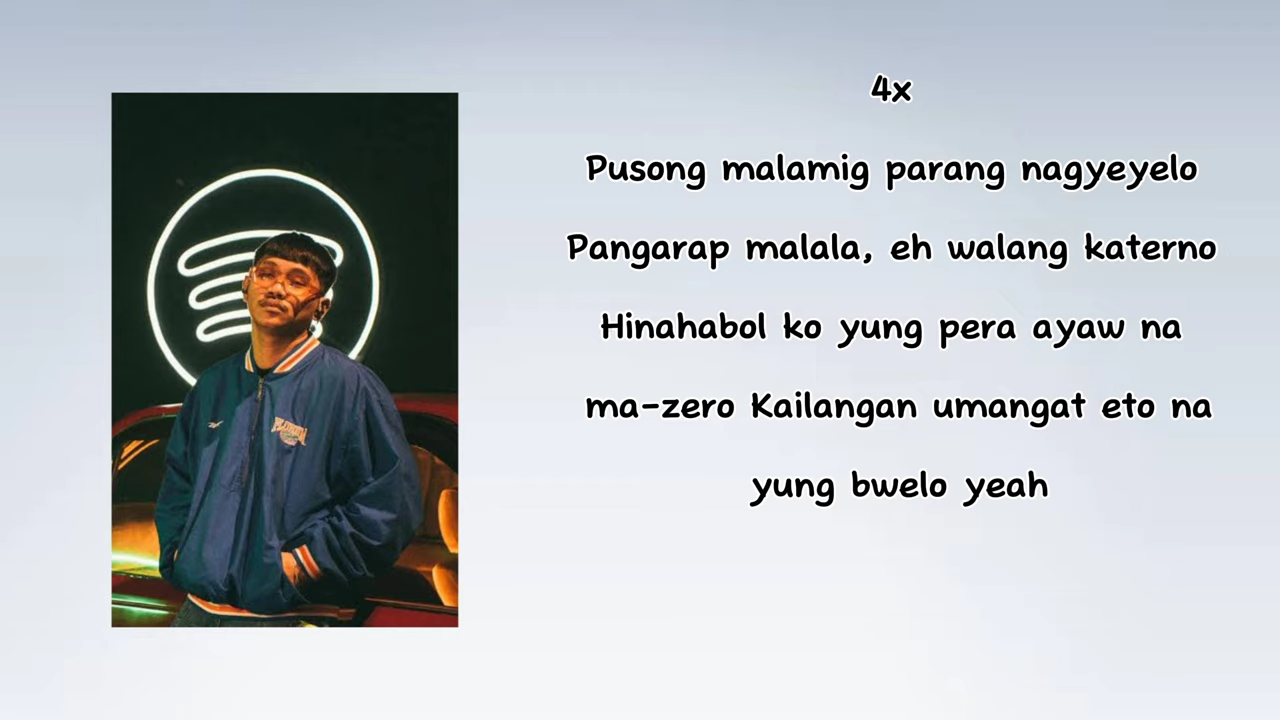 4x
Pusong malamig parang nagyeyelo
Pangarap malala, eh walang katerno
Hinahabol ko yung pera ayaw na
ma-zero Kailangan umangat eto na
yung bwelo yeah